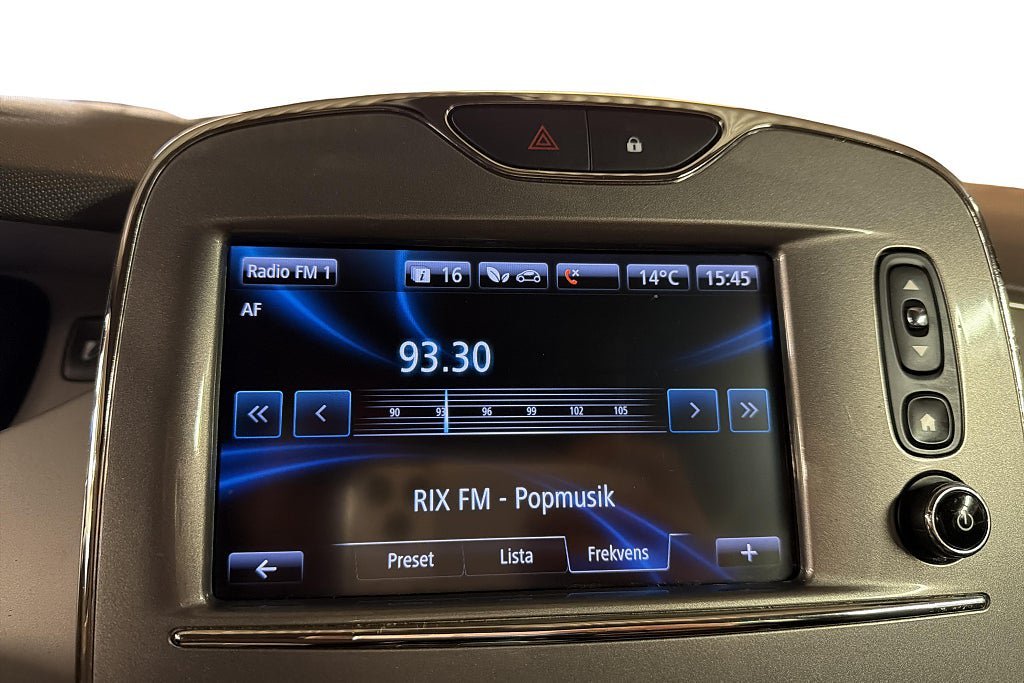 Radio FM 1 16 14°C 15:45
AF
93.30
90 93 96 99 102 105
RIX FM - Popmusik
Preset Lista Frekvens